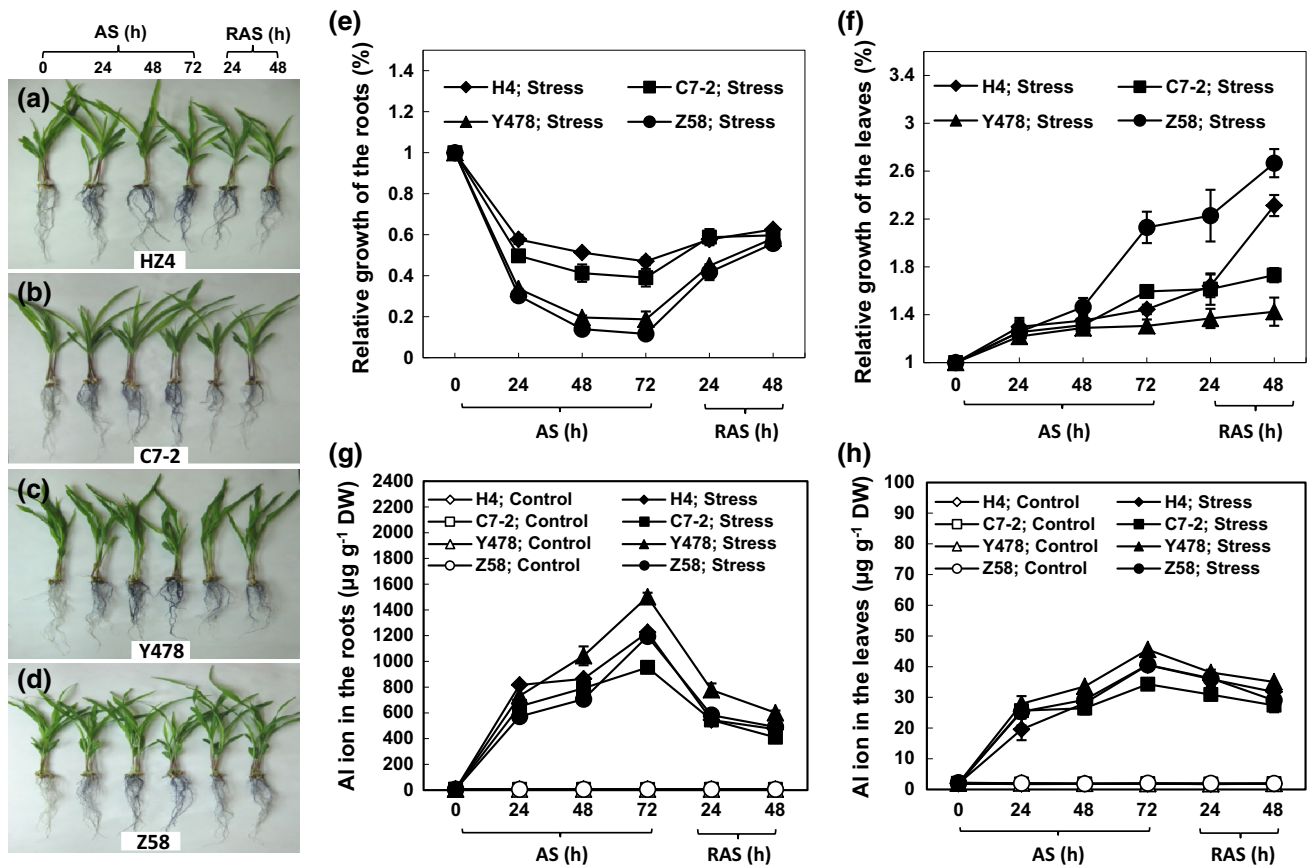 AS (h) RAS (h)
0 24 48 72 24 48
(a)
HZ4
(b)
C7-2
(c)
Y478
(d)
Z58
(e)
Relative growth of the roots (%)
1.4
1.2
1
0.8
0.6
0.4
0.2
0
H4; Stress C7-2; Stress
Y478; Stress Z58; Stress
0 24 48 72 24 48
AS (h) RAS (h)
(f)
Relative growth of the leaves (%)
3.4
3
2.6
2.2
1.8
1.4
1
H4; Stress C7-2; Stress
Y478; Stress Z58; Stress
0 24 48 72 24 48
AS (h) RAS (h)
(g)
Al ion in the roots (µg g-1 DW)
2400
2200
2000
1800
1600
1400
1200
1000
800
600
400
200
0
H4; Control H4; Stress
C7-2; Control C7-2; Stress
Y478; Control Y478; Stress
Z58; Control Z58; Stress
0 24 48 72 24 48
AS (h) RAS (h)
(h)
Al ion in the leaves (µg g-1 DW)
100
90
80
70
60
50
40
30
20
10
0
H4; Control H4; Stress
C7-2; Control C7-2; Stress
Y478; Control Y478; Stress
Z58; Control Z58; Stress
0 24 48 72 24 48
AS (h) RAS (h)